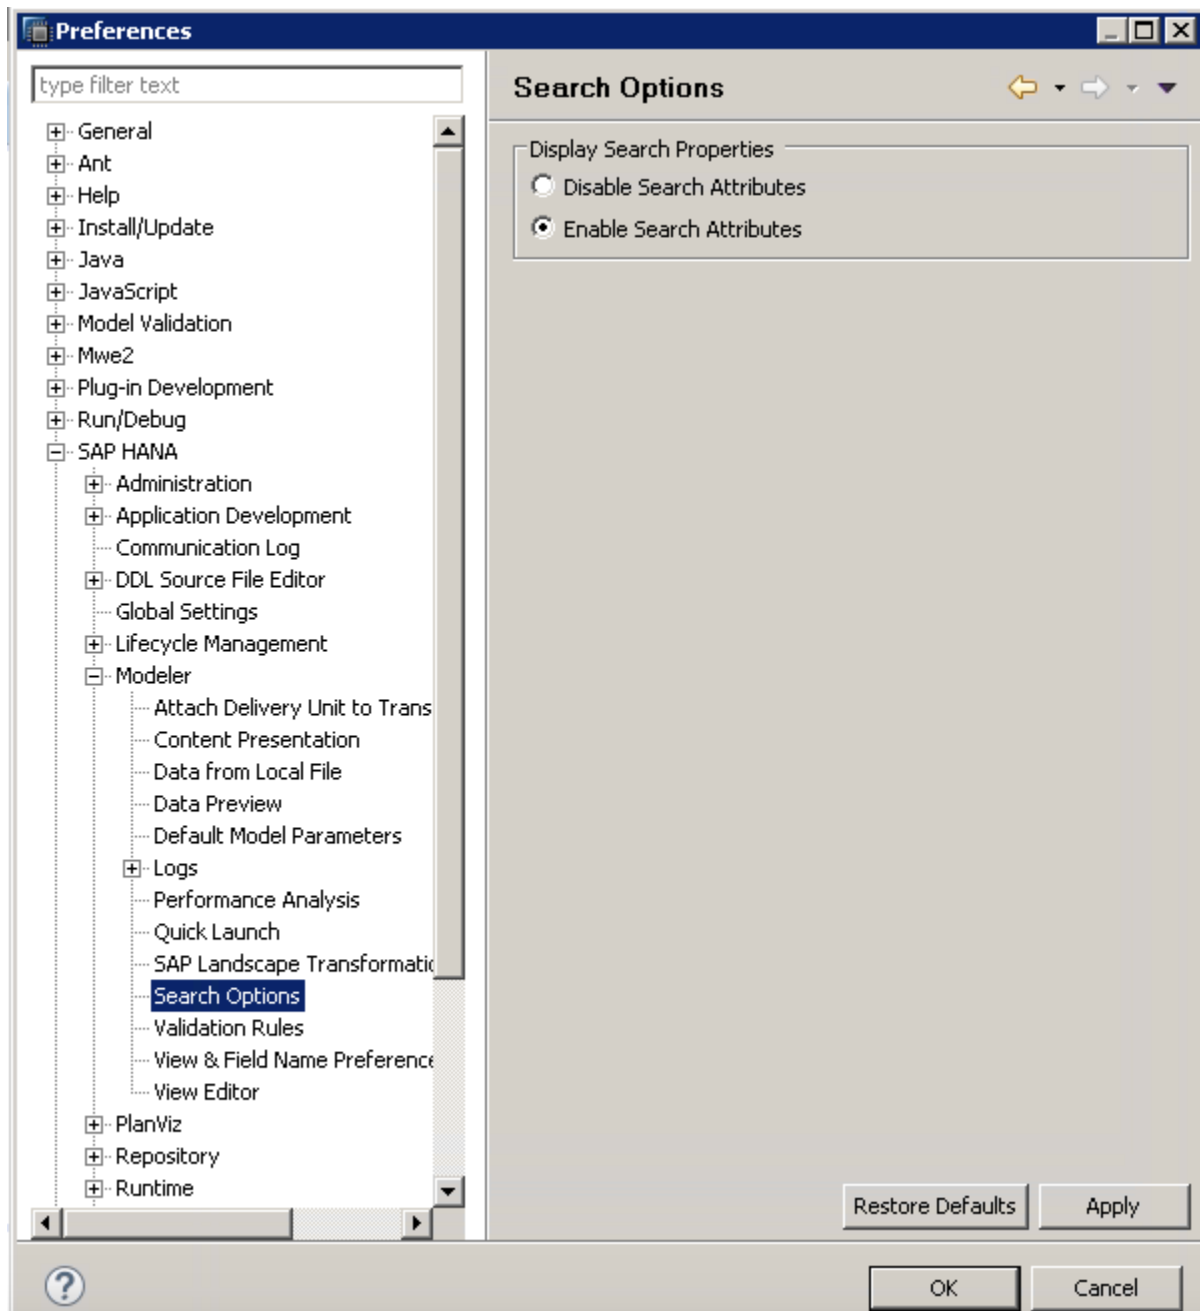 Preferences
type filter text
General
Ant
Help
Install/Update
Java
JavaScript
Model Validation
Mwe2
Plug-in Development
Run/Debug
SAP HANA
Administration
Application Development
Communication Log
DDL Source File Editor
Global Settings
Lifecycle Management
Modeler
Attach Delivery Unit to Trans
Content Presentation
Data from Local File
Data Preview
Default Model Parameters
Logs
Performance Analysis
Quick Launch
SAP Landscape Transformatio
Search Options
Validation Rules
View & Field Name Preference
View Editor
PlanViz
Repository
Runtime
Search Options
Display Search Properties
Disable Search Attributes
Enable Search Attributes
Restore Defaults
Apply
?
OK
Cancel